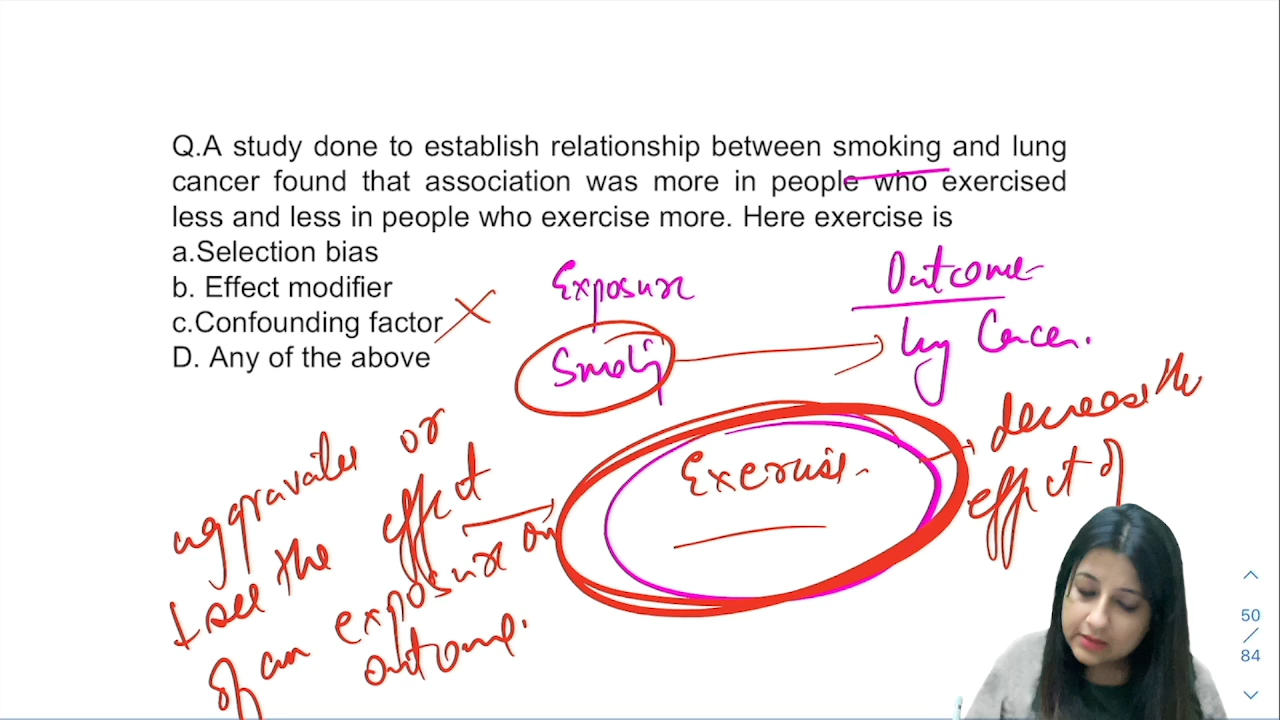 Q.A study done to establish relationship between smoking and lung
cancer found that association was more in people who exercised
less and less in people who exercise more. Here exercise is
a.Selection bias
b. Effect modifier
c.Confounding factor
D. Any of the above
Exposure
Outcome
Smoking
lung Cancer.
Exercise.
decrease the
effect of
aggravates or
↓ses the effect
of an exposure on
outcome.
50
/
84